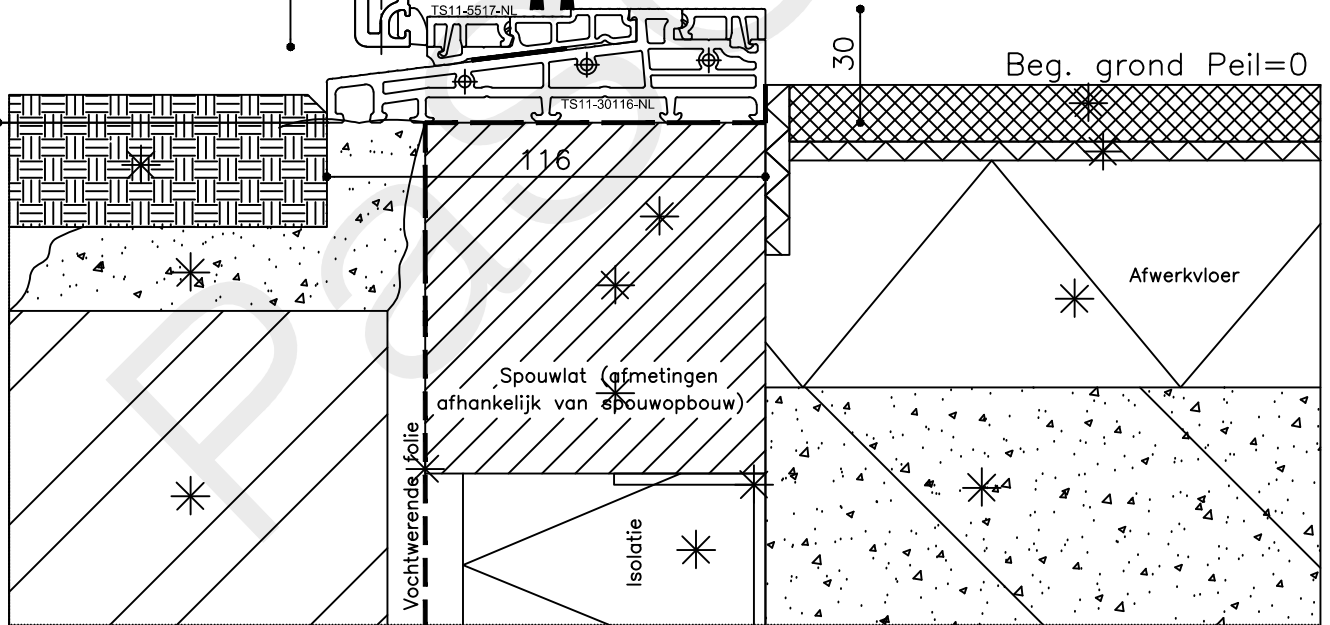 TS11-5517-NL
30
Beg. grond Peil=0
TS11-30116-NL
116
Afwerkvloer
Spouwlat (afmetingen
afhankelijk van spouwopbouw)
Vochtwerende folie
Isolatie